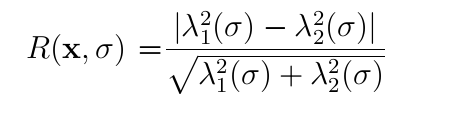 R(𝐱, σ) = |λ₁²(σ) − λ₂²(σ)| / √(λ₁²(σ) + λ₂²(σ))